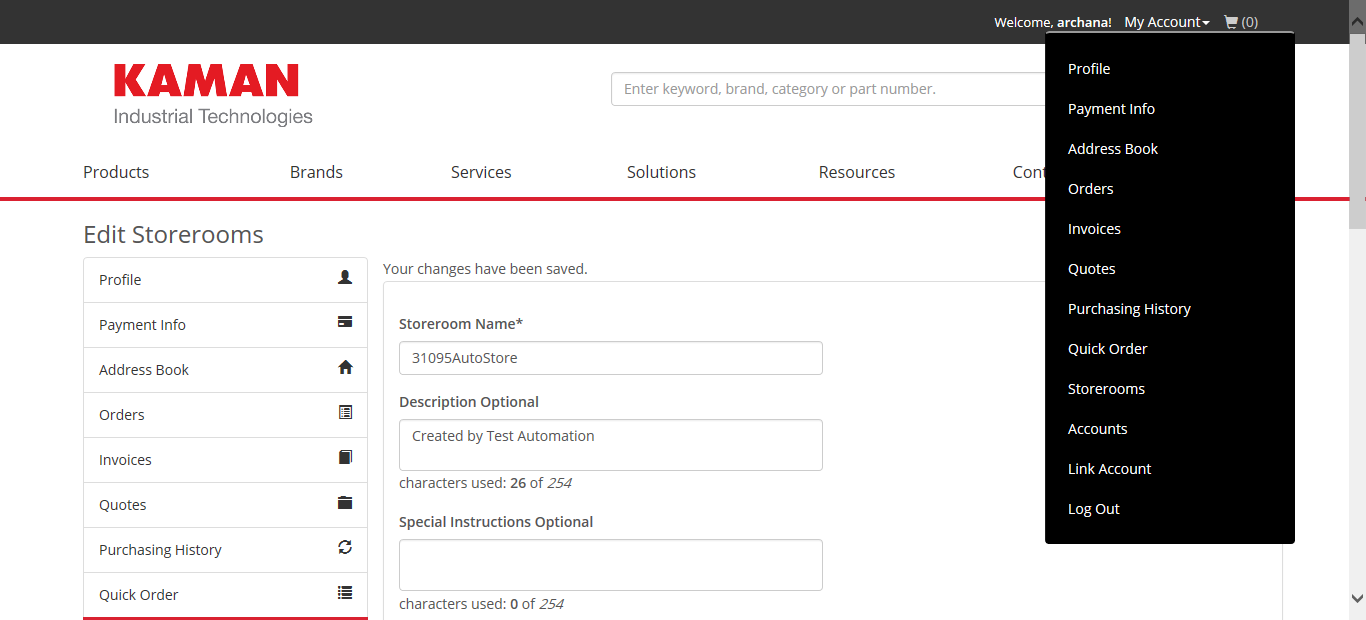 Welcome, archana! My Account (0)
KAMAN
Industrial Technologies
Enter keyword, brand, category or part number.
Products Brands Services Solutions Resources Cont
Profile
Payment Info
Address Book
Orders
Invoices
Quotes
Purchasing History
Quick Order
Storerooms
Accounts
Link Account
Log Out
Edit Storerooms
Profile
Payment Info
Address Book
Orders
Invoices
Quotes
Purchasing History
Quick Order
Your changes have been saved.
Storeroom Name*
31095AutoStore
Description Optional
Created by Test Automation
characters used: 26 of 254
Special Instructions Optional
characters used: 0 of 254